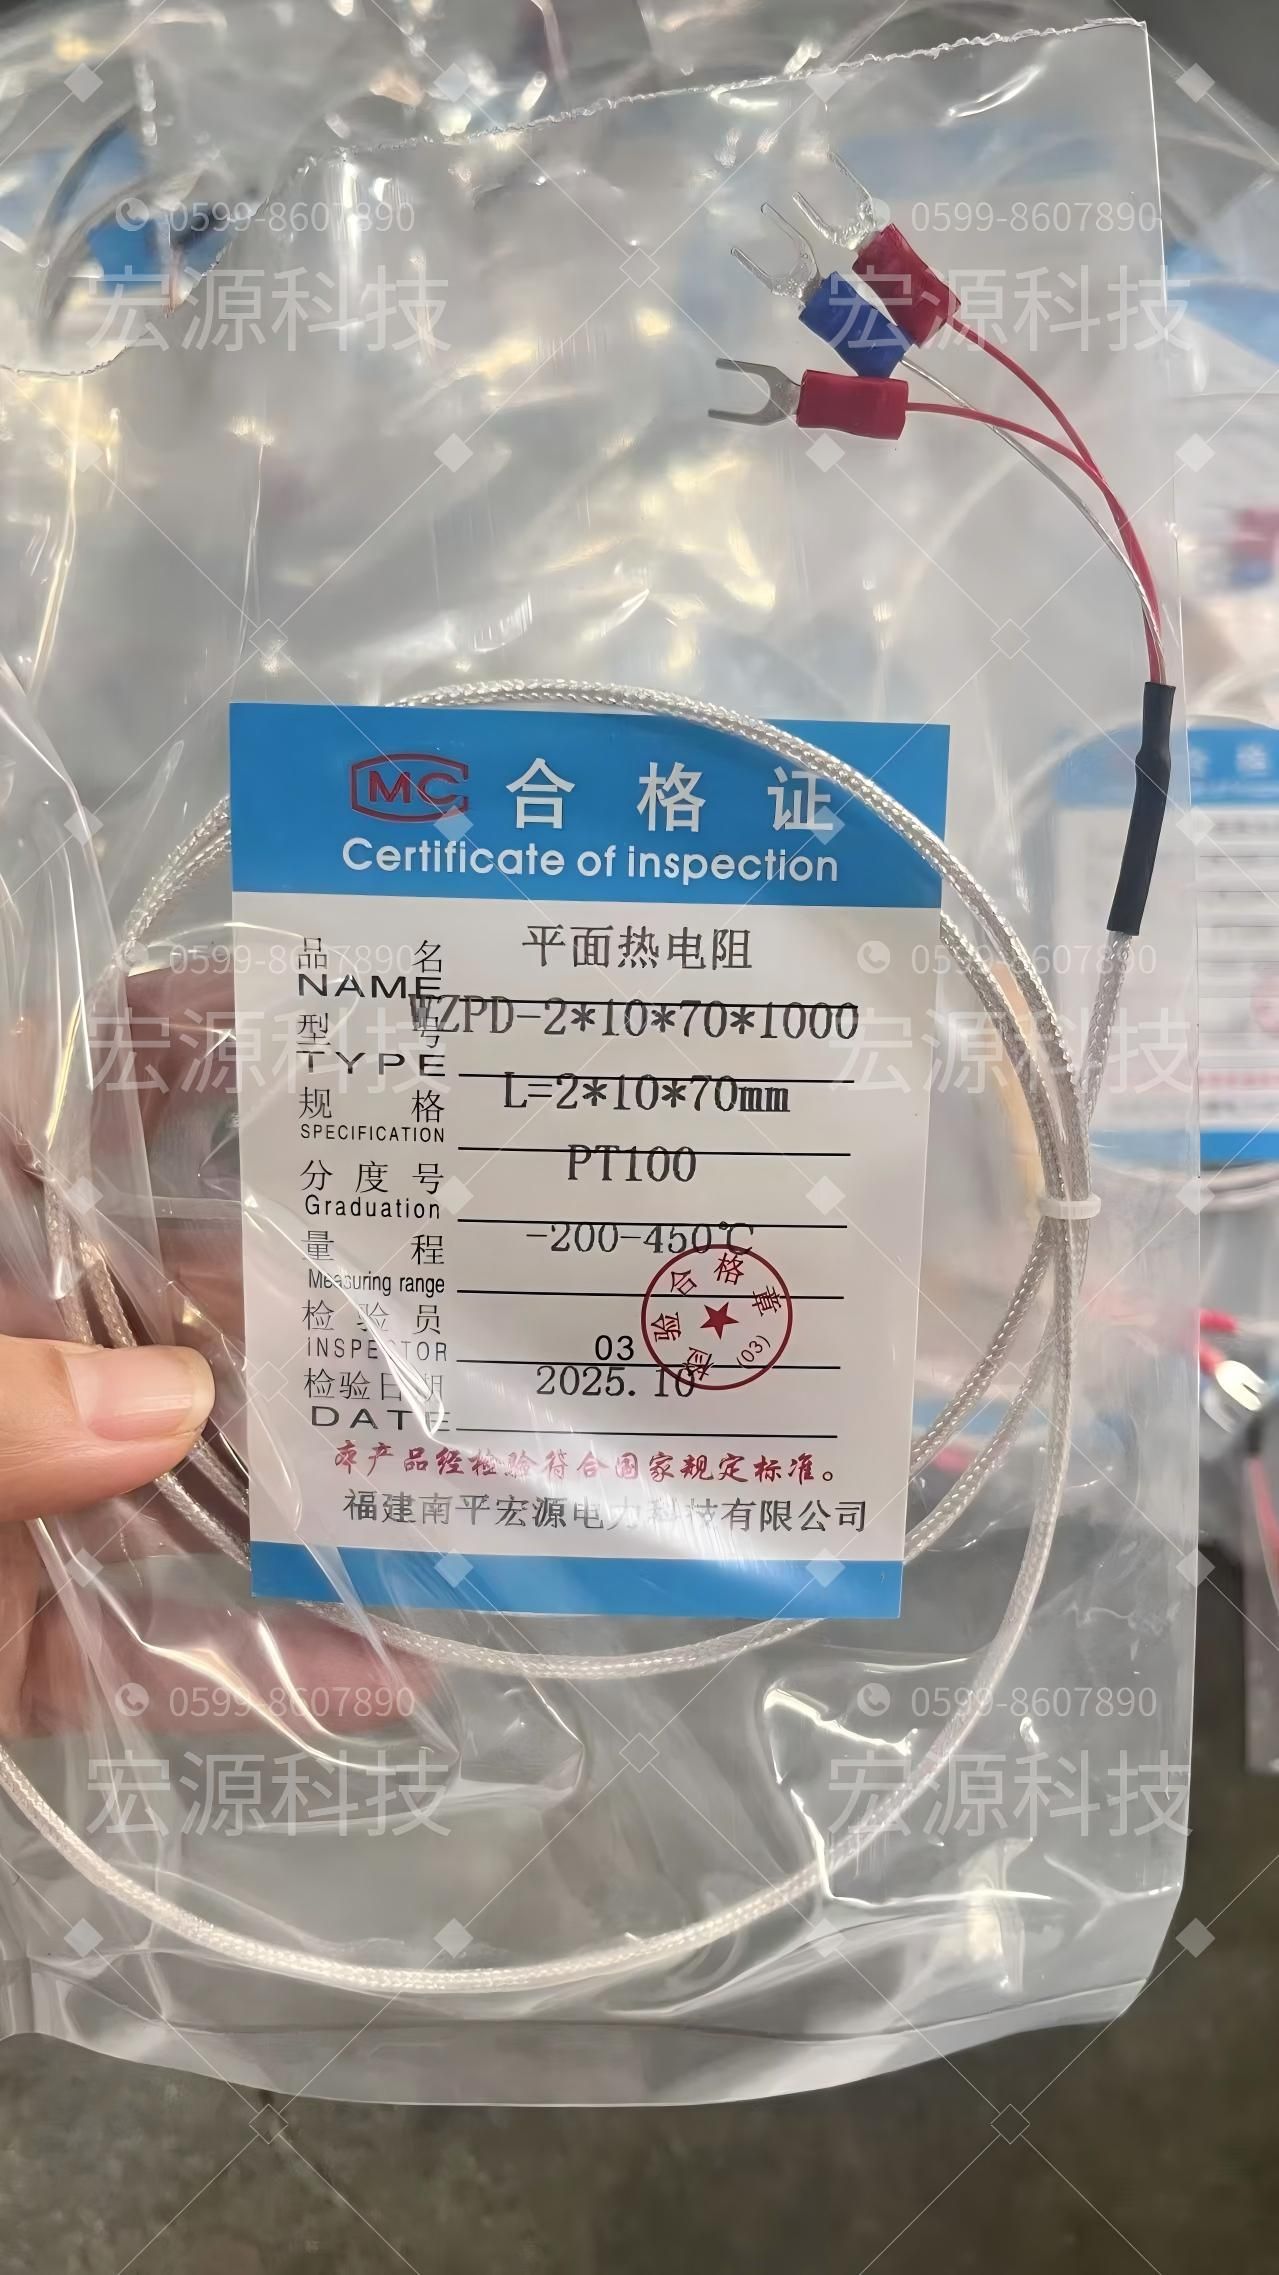 0599-8607890 0599-8607890
宏源科技 宏源科技
MC 合格证
Certificate of inspection
品名 平面热电阻
NAME
型号 WZPD-2*10*70*1000
TYPE
规格 L=2*10*70mm
SPECIFICATION
分度号 PT100
Graduation
量程 -200-450℃
Measuring range
检验员 03
INSPECTOR
检验日期 2025.10
DATE
检验合格章
(03)
本产品经检验符合国家规定标准。
福建南平宏源电力科技有限公司
0599-8607890 0599-8607890
宏源科技 宏源科技
0599-8607890 0599-8607890
宏源科技 宏源科技